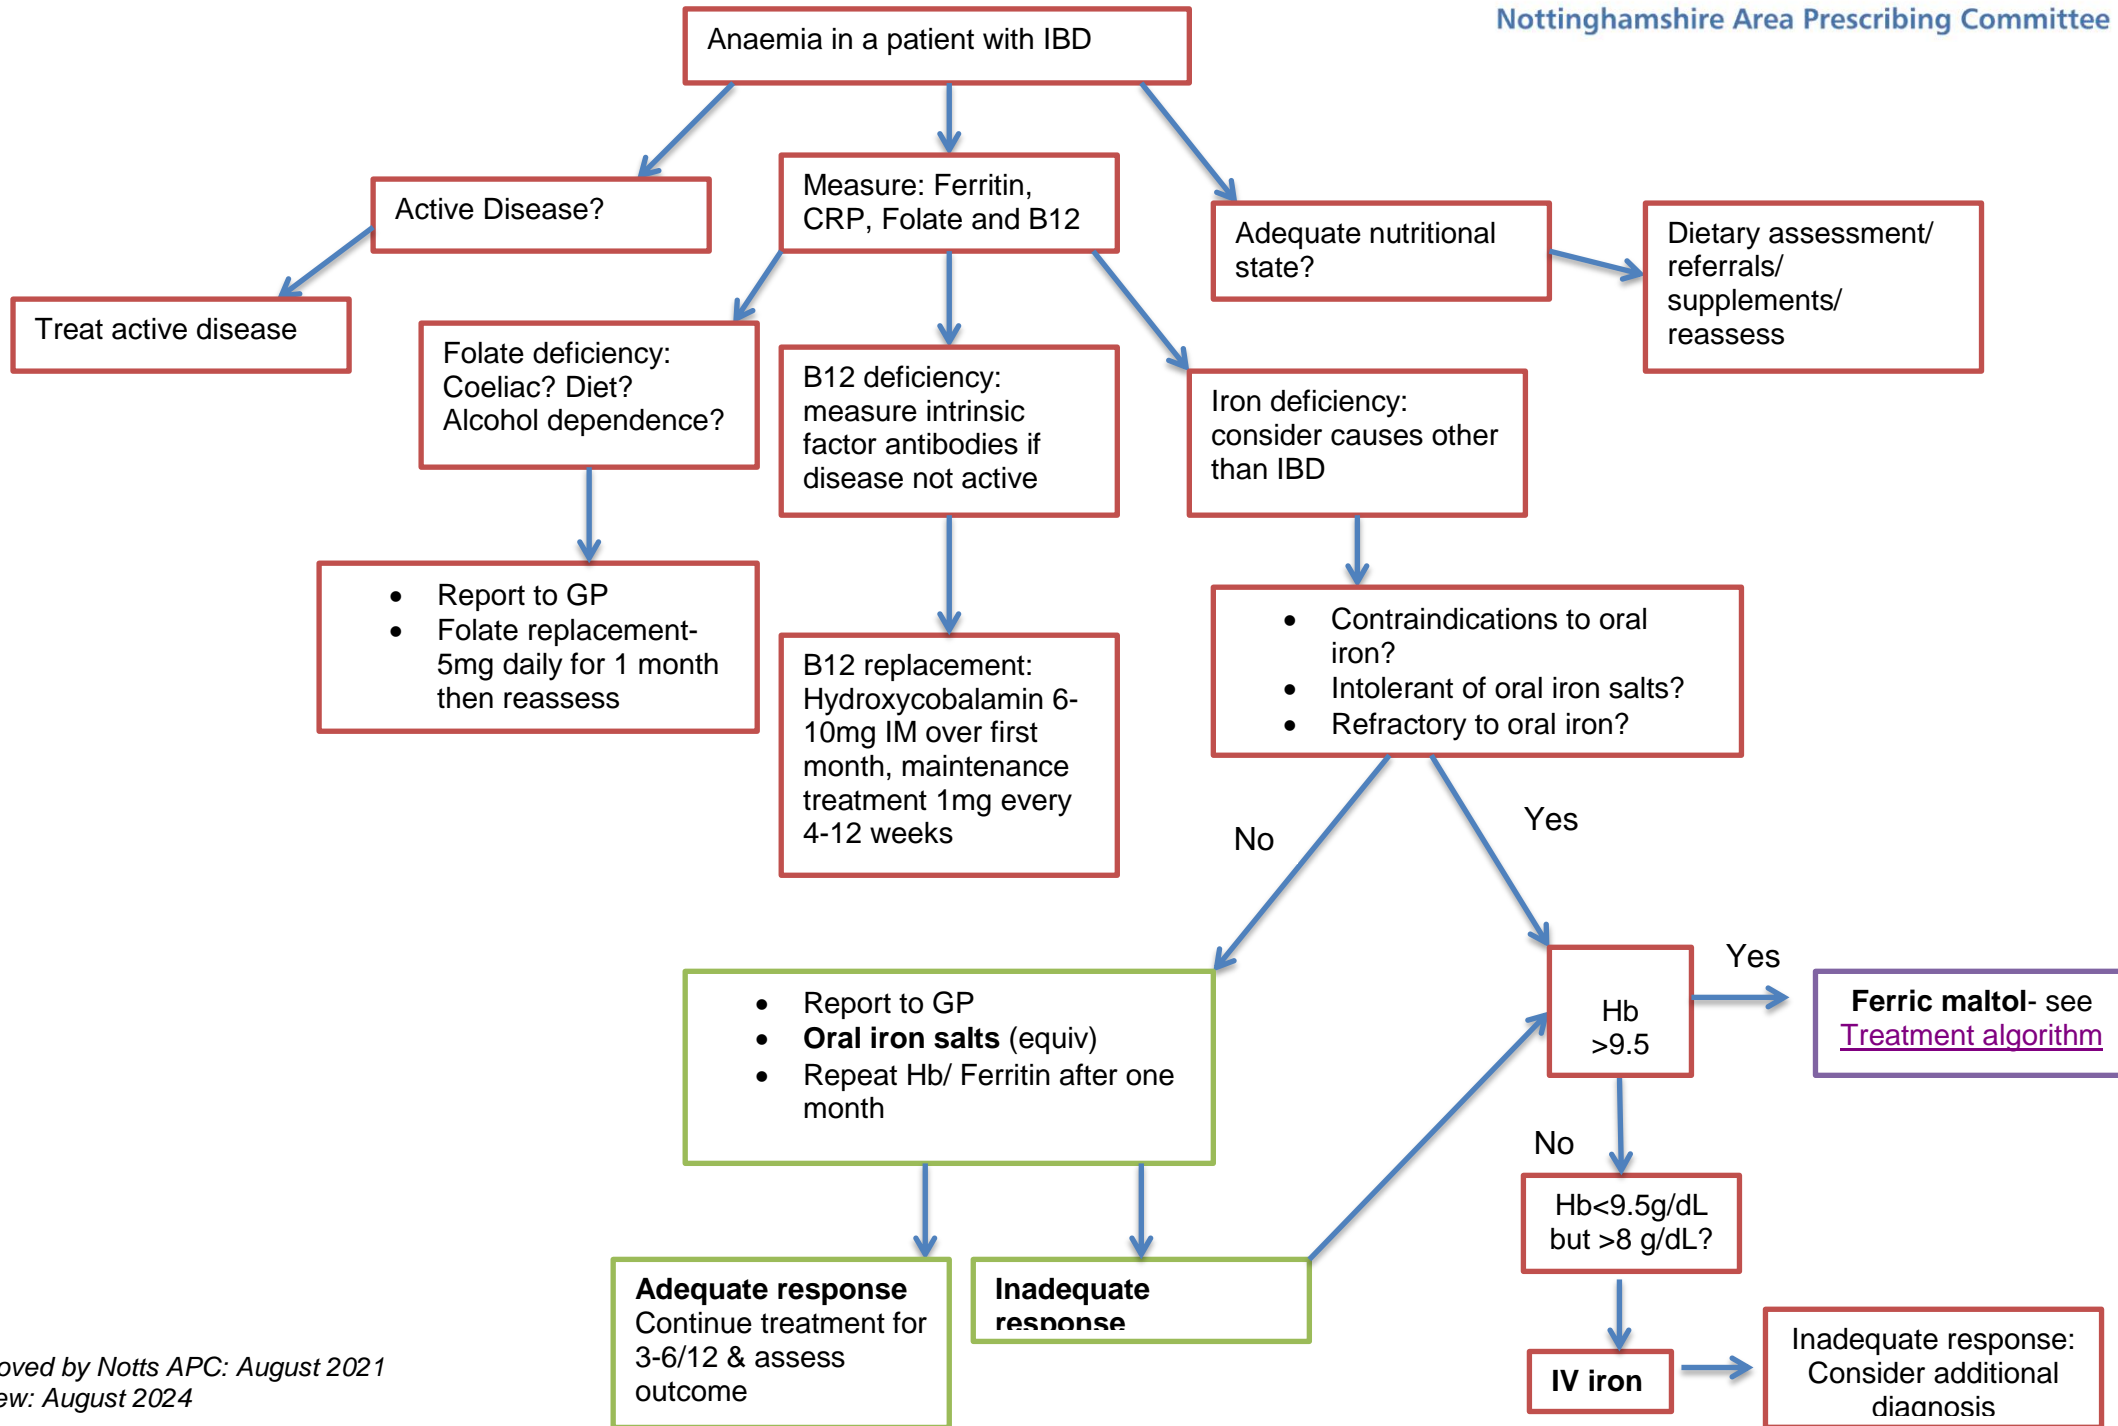 Nottinghamshire Area Prescribing Committee
Anaemia in a patient with IBD
Active Disease?
Measure: Ferritin,
CRP, Folate and B12
Adequate nutritional
state?
Dietary assessment/
referrals/
supplements/
reassess
Treat active disease
Folate deficiency:
Coeliac? Diet?
Alcohol dependence?
B12 deficiency:
measure intrinsic
factor antibodies if
disease not active
Iron deficiency:
consider causes other
than IBD
• Report to GP
• Folate replacement-
5mg daily for 1 month
then reassess
B12 replacement:
Hydroxycobalamin 6-
10mg IM over first
month, maintenance
treatment 1mg every
4-12 weeks
• Contraindications to oral
iron?
• Intolerant of oral iron salts?
• Refractory to oral iron?
No
Yes
• Report to GP
• Oral iron salts (equiv)
• Repeat Hb/ Ferritin after one
month
Hb
>9.5
Yes
Ferric maltol- see
Treatment algorithm
No
Hb<9.5g/dL
but >8 g/dL?
Adequate response
Continue treatment for
3-6/12 & assess
outcome
Inadequate
response
IV iron
Inadequate response:
Consider additional
diagnosis
oved by Notts APC: August 2021
ew: August 2024